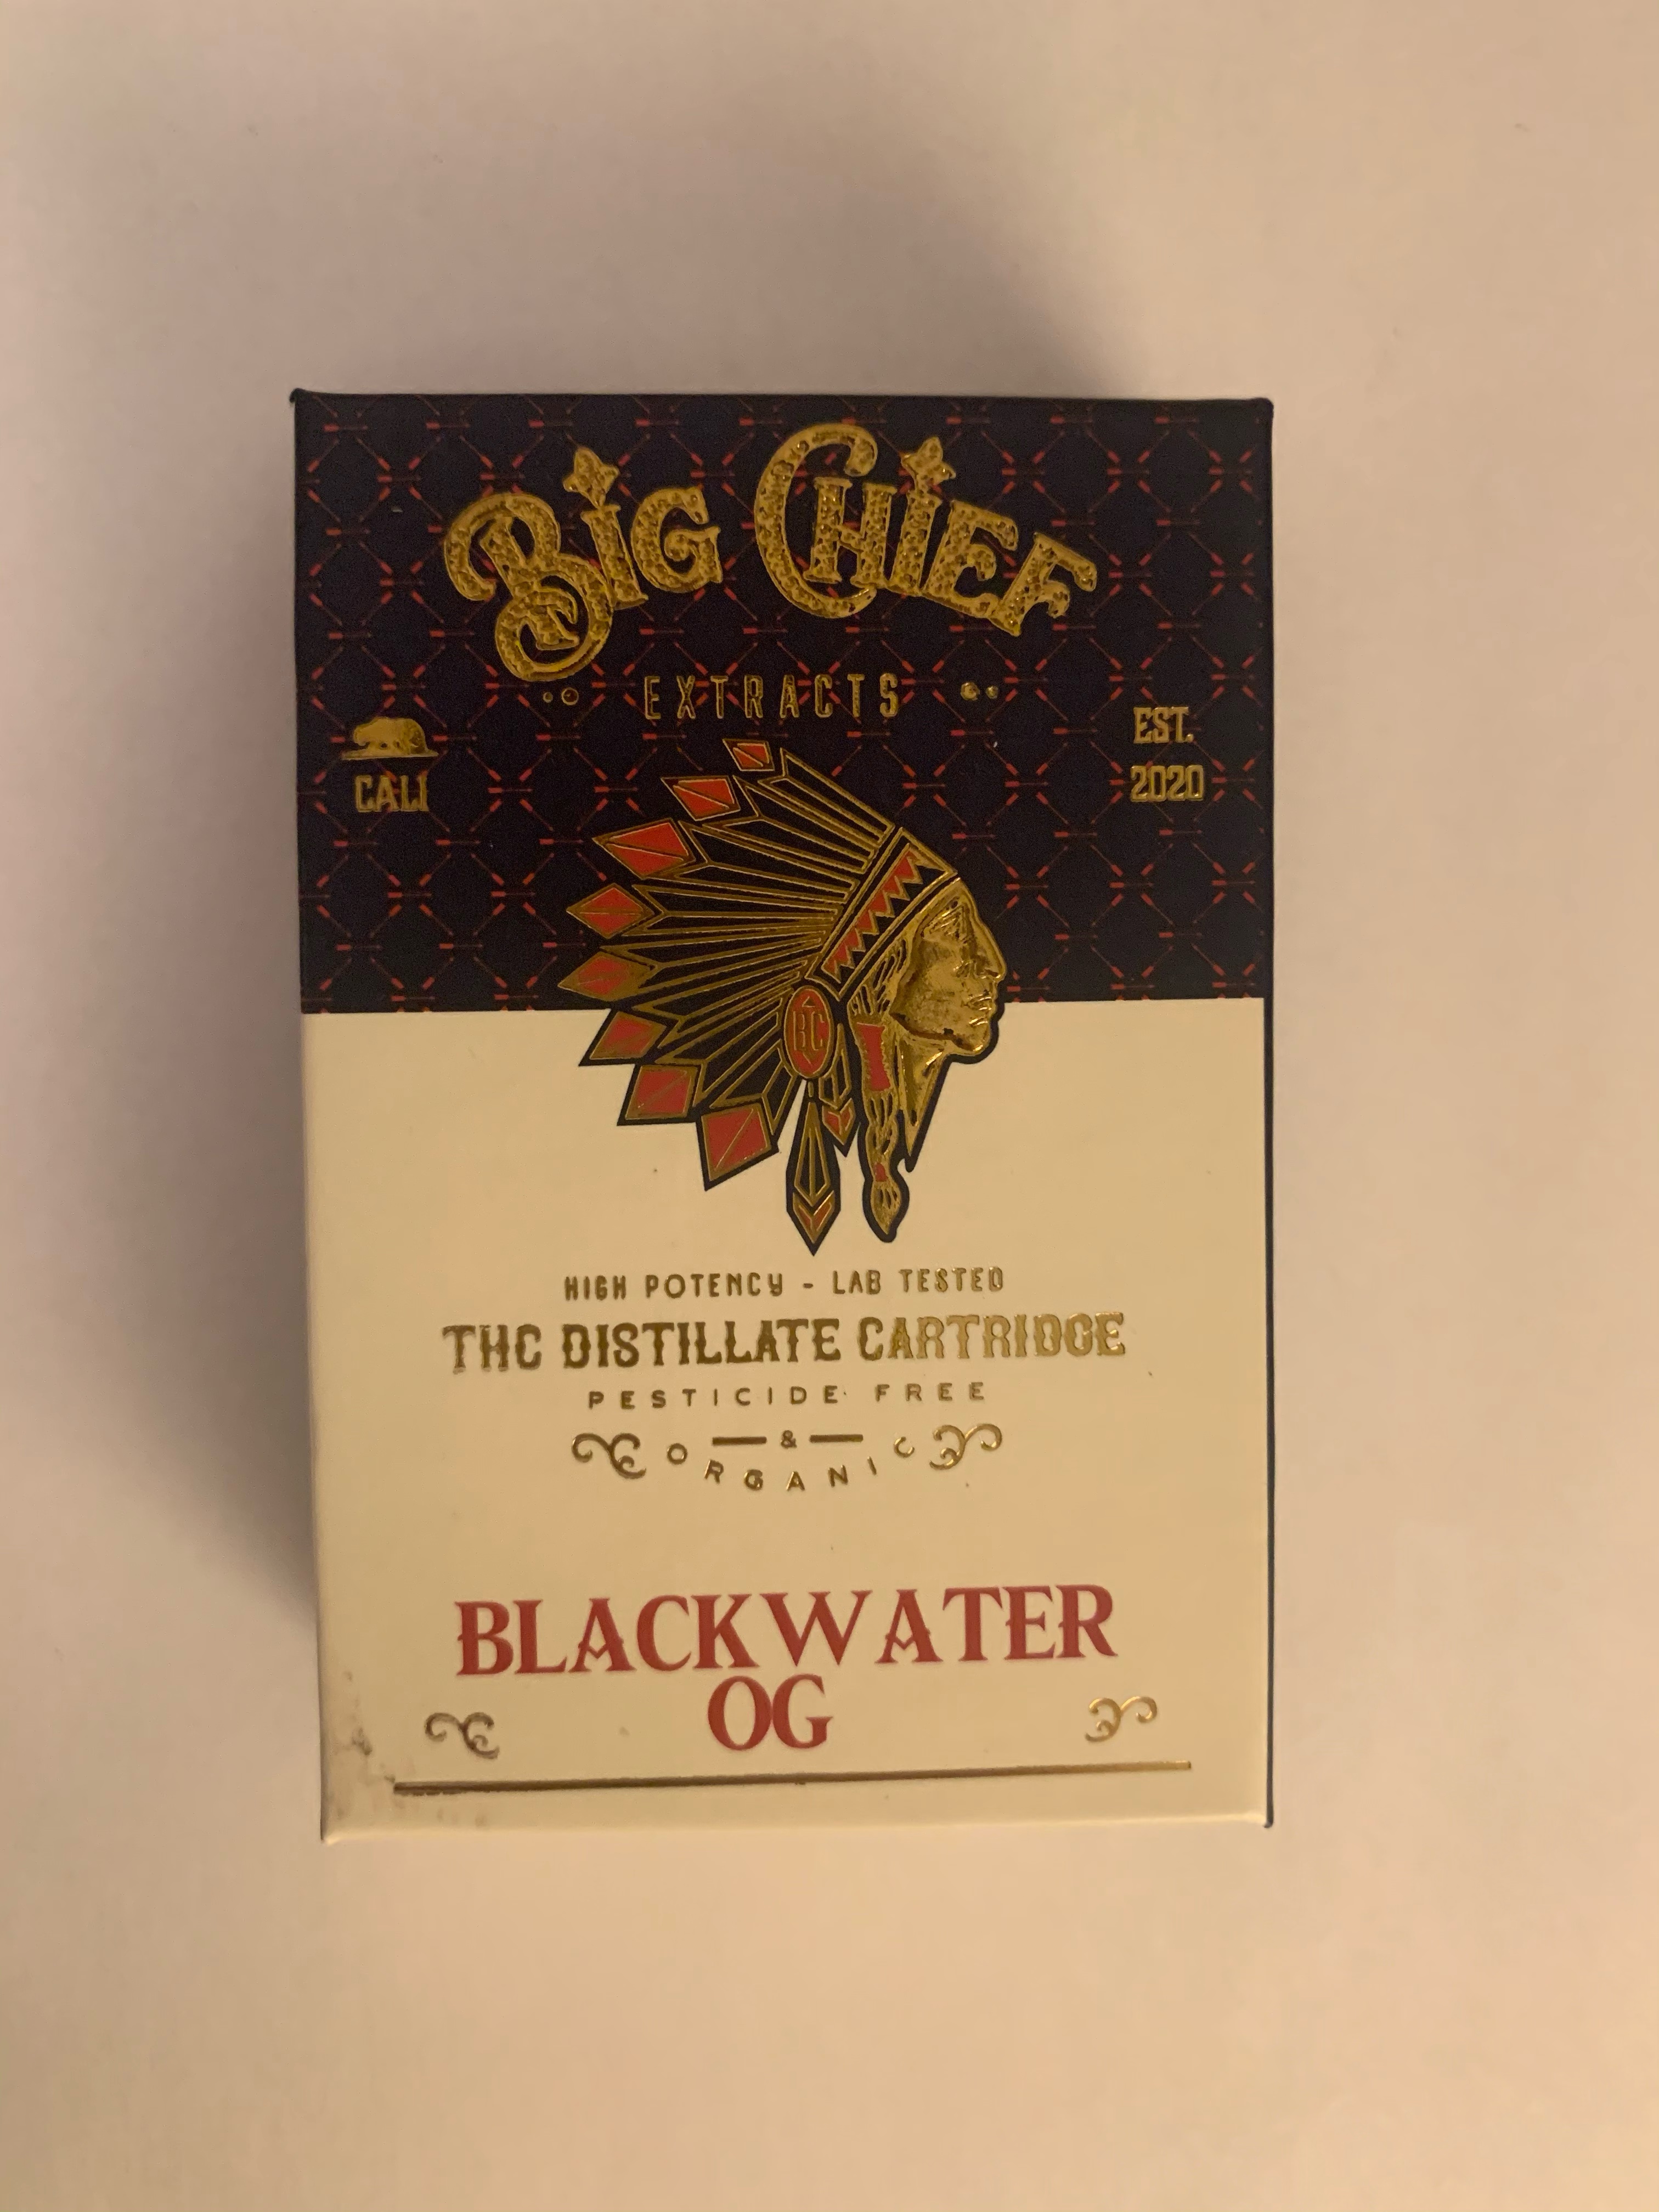 BIG CHIEF
EXTRACTS
CALI
EST.
2020
BC
HIGH POTENCY - LAB TESTED
THC DISTILLATE CARTRIDGE
PESTICIDE FREE
&
ORGANIC
BLACKWATER
OG